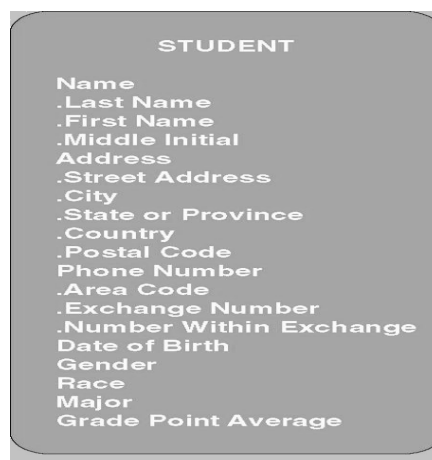 STUDENT
Name
.Last Name
.First Name
.Middle Initial
Address
.Street Address
.City
.State or Province
.Country
.Postal Code
Phone Number
.Area Code
.Exchange Number
.Number Within Exchange
Date of Birth
Gender
Race
Major
Grade Point Average